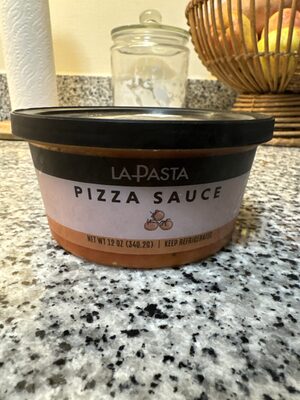 LA PASTA
PIZZA SAUCE
NET WT 12 OZ (340.2G) | KEEP REFRIGERATED